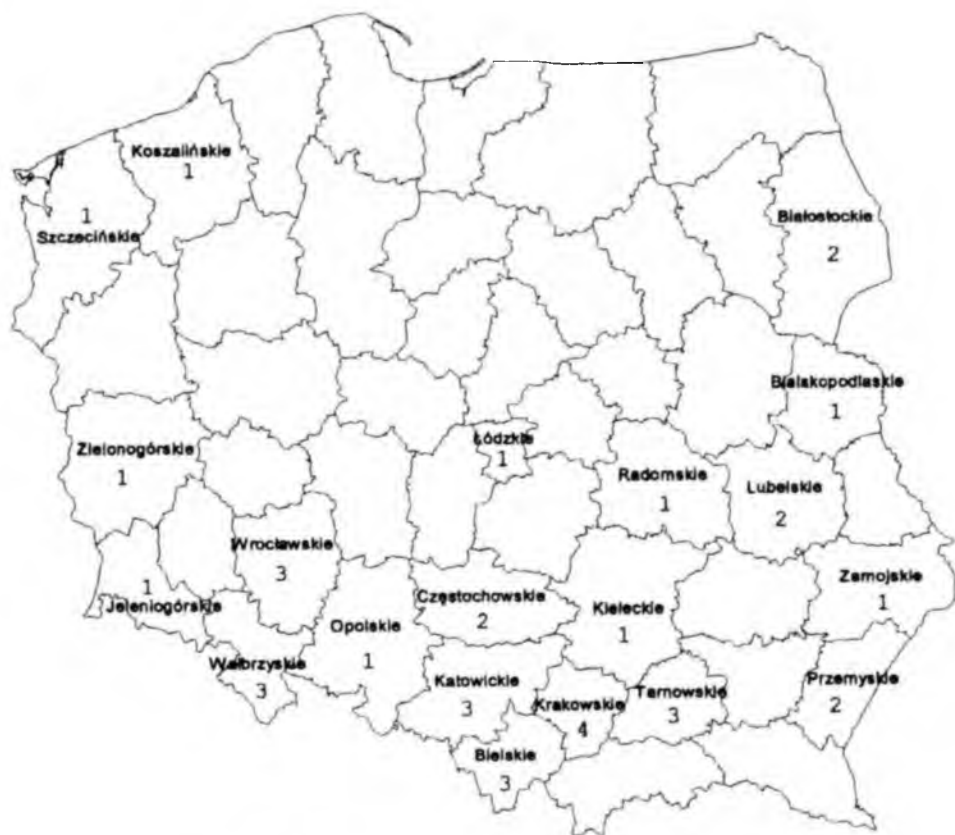 Koszalińskie
1
1
Szczecińskie
Białostockie
2
Bialskopodlaskie
1
Zielonogórskie
1
Łódzkie
1
Radomskie
1
Lubelskie
2
Wrocławskie
3
1
Jeleniogórskie
Częstochowskie
2
Kieleckie
1
Zamojskie
1
Opolskie
1
Wałbrzyskie
3
Katowickie
3
Krakowskie
4
Tarnowskie
3
Przemyskie
2
Bielskie
3